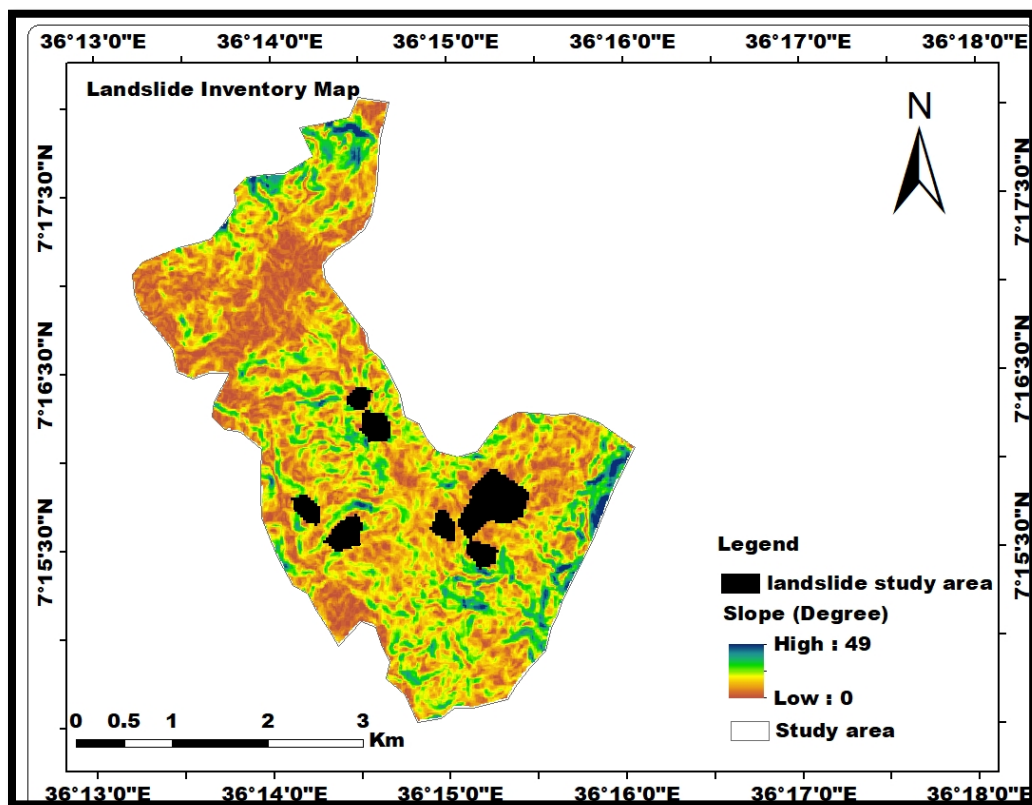 36°13'0"E 36°14'0"E 36°15'0"E 36°16'0"E 36°17'0"E 36°18'0"E
Landslide Inventory Map
N
7°17'30"N
7°17'30"N
7°16'30"N
7°16'30"N
7°15'30"N
7°15'30"N
Legend
landslide study area
Slope (Degree)
High : 49
Low : 0
Study area
0 0.5 1 2 3
Km
36°13'0"E 36°14'0"E 36°15'0"E 36°16'0"E 36°17'0"E 36°18'0"E